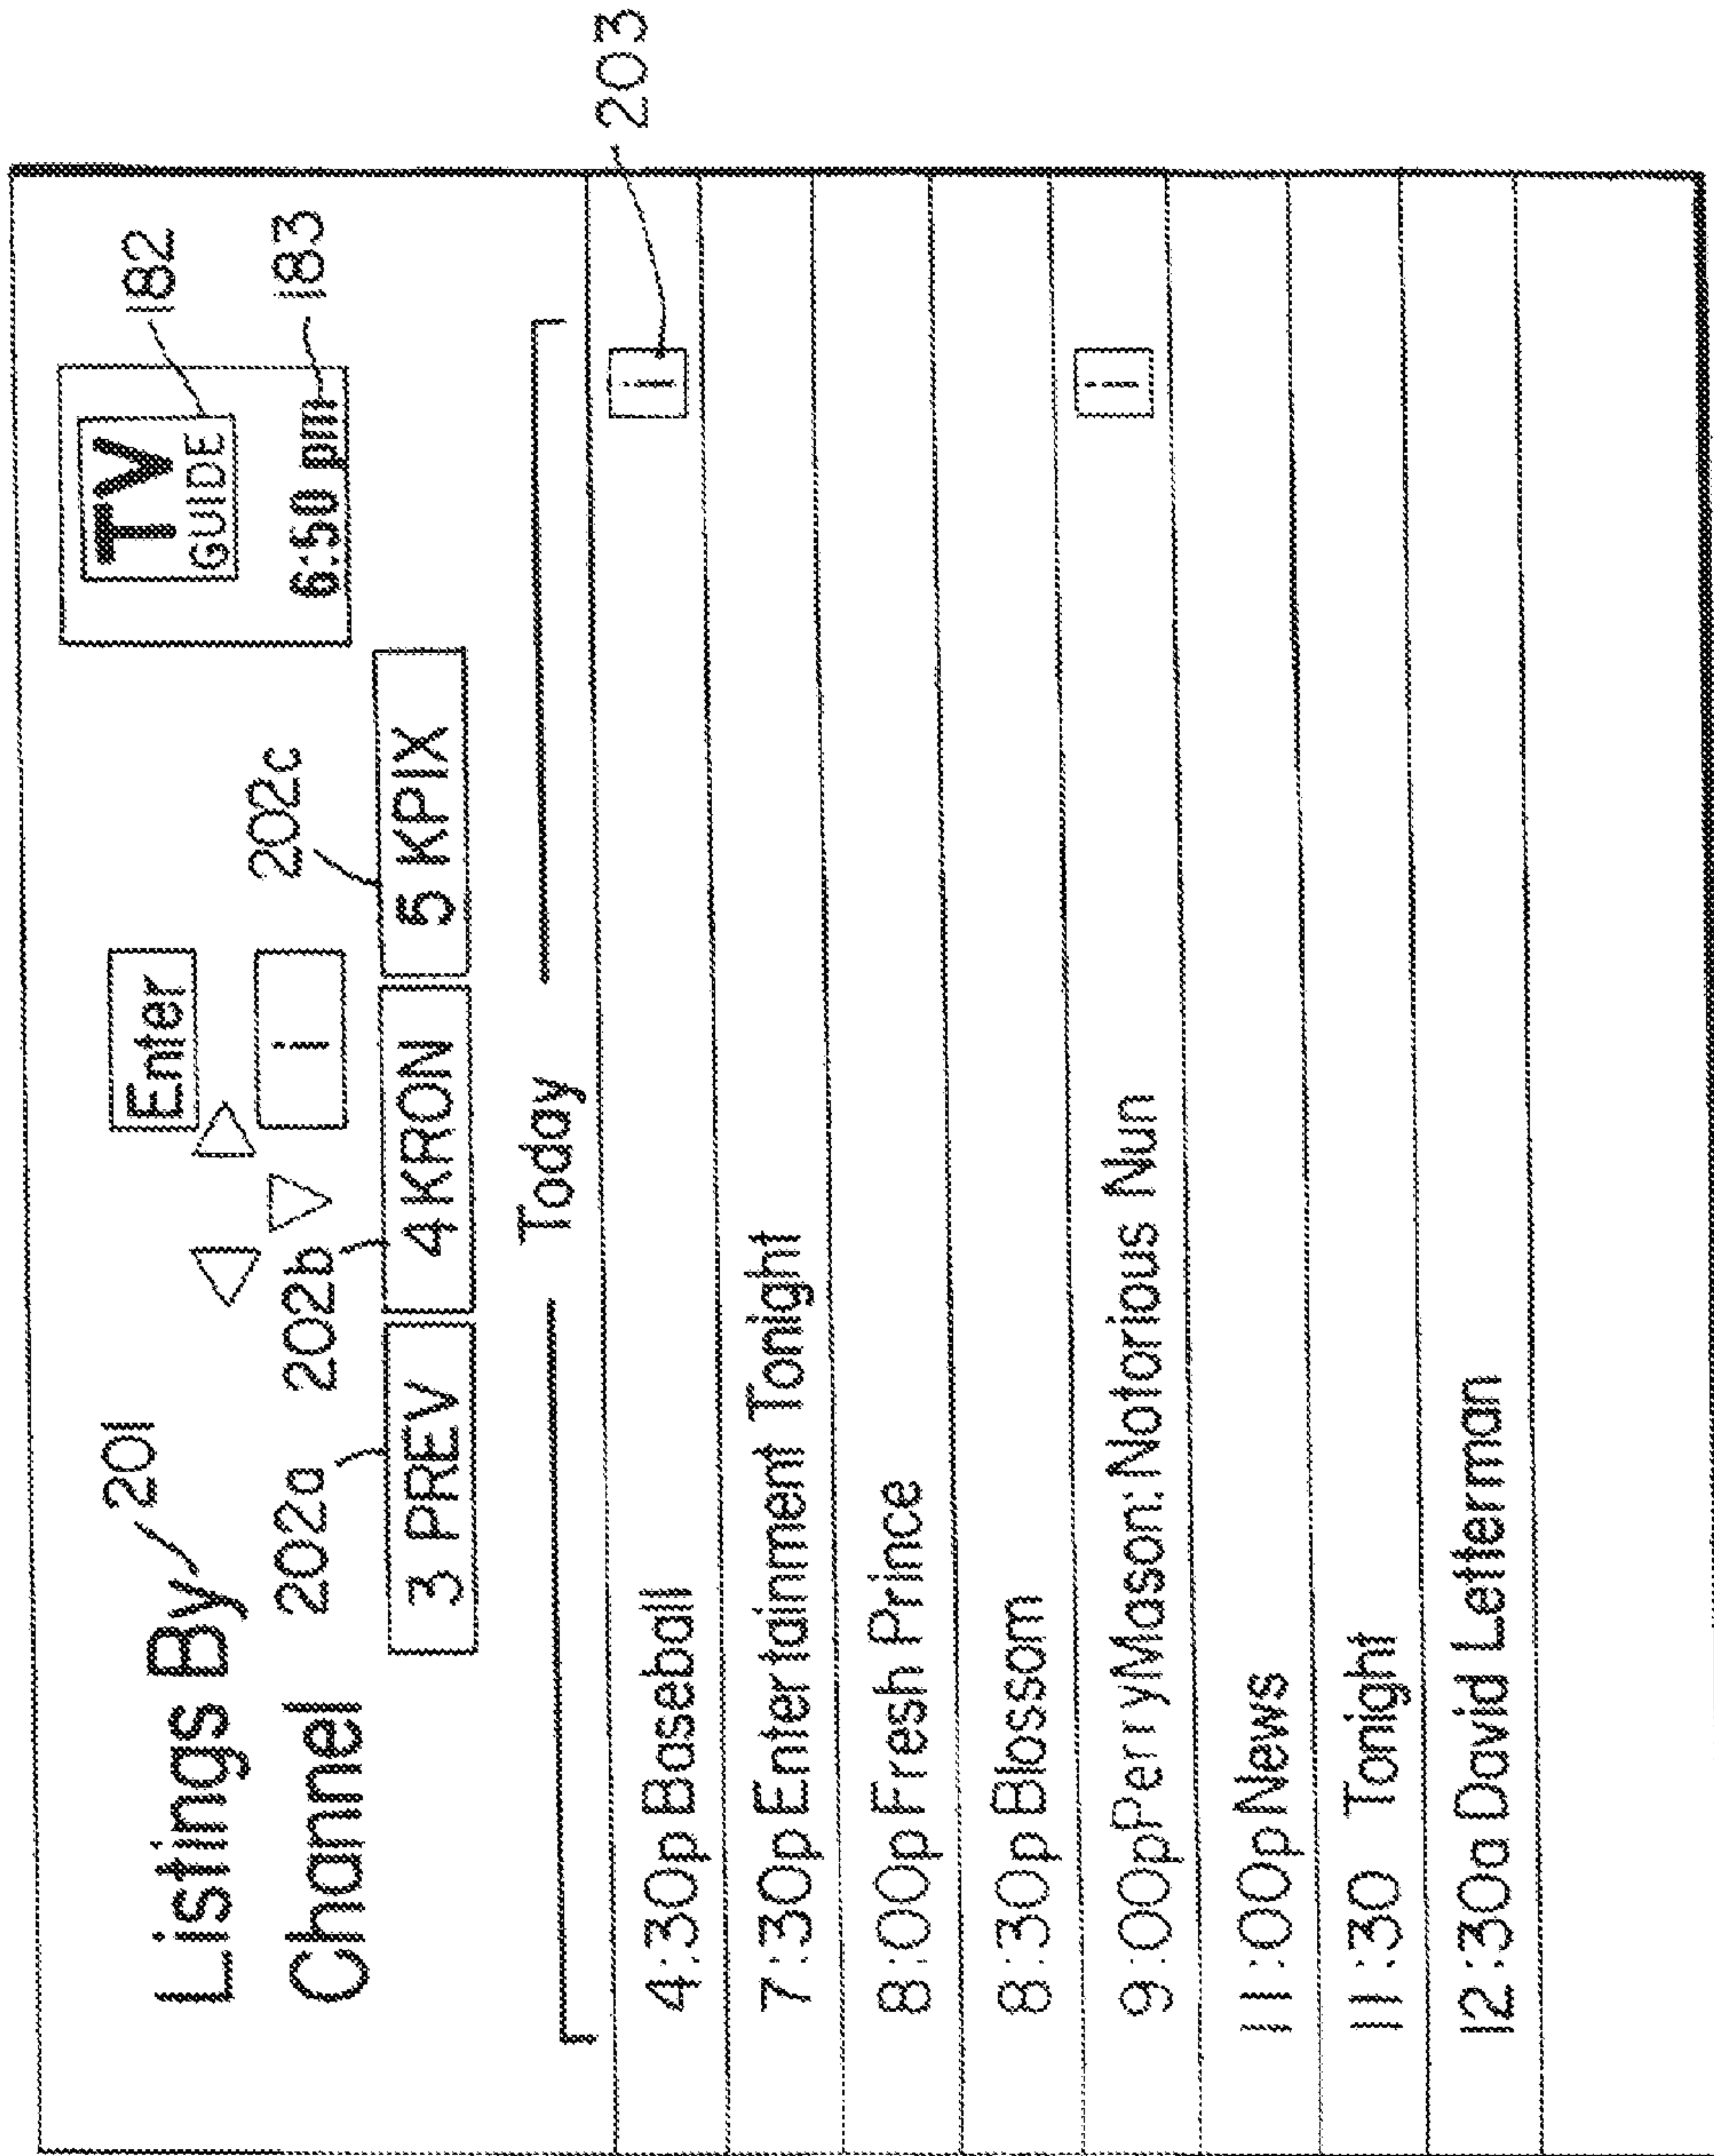 Listings By 201
Channel
Enter
i
TV
GUIDE
182
6:50 pm 183
202a 202b 202c
3 PREV 4 KRON 5 KPIX
Today
4:30p Baseball i 203
7:30p Entertainment Tonight
8:00p Fresh Prince
8:30p Blossom
9:00p Perry Mason: Notorious Nun i
11:00p News
11:30 Tonight
12:30a David Letterman